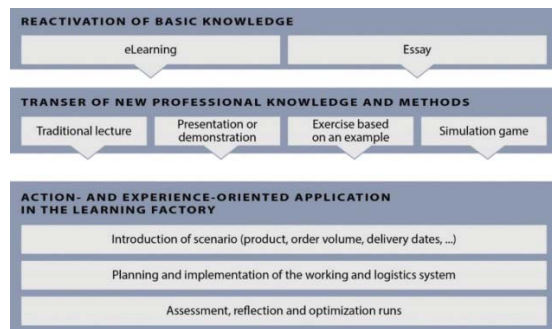 REACTIVATION OF BASIC KNOWLEDGE
eLearning
Essay
TRANSER OF NEW PROFESSIONAL KNOWLEDGE AND METHODS
Traditional lecture
Presentation or
demonstration
Exercise based
on an example
Simulation game
ACTION- AND EXPERIENCE-ORIENTED APPLICATION
IN THE LEARNING FACTORY
Introduction of scenario (product, order volume, delivery dates, ...)
Planning and implementation of the working and logistics system
Assessment, reflection and optimization runs